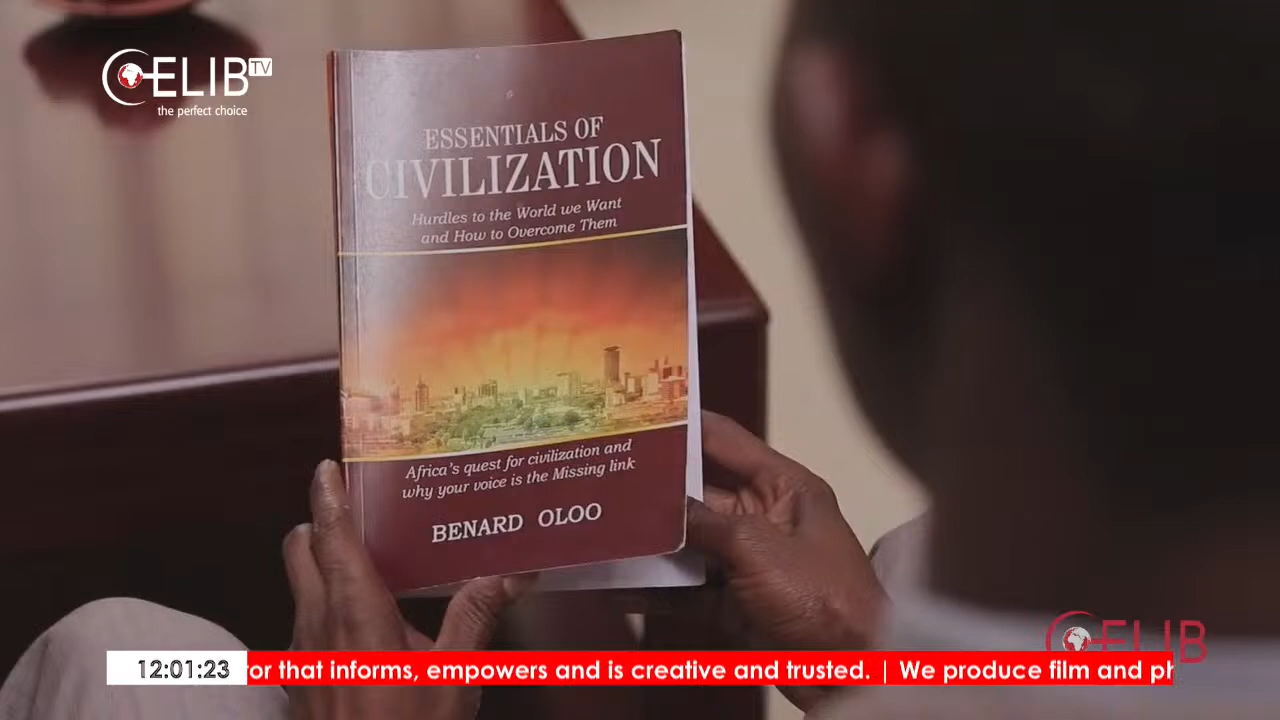 CELIB TV
the perfect choice
ESSENTIALS OF
CIVILIZATION
Hurdles to the World we Want
and How to Overcome Them
Africa's quest for civilization and
why your voice is the Missing link
BENARD OLOO
CELIB
12:01:23 or that informs, empowers and is creative and trusted. | We produce film and ph